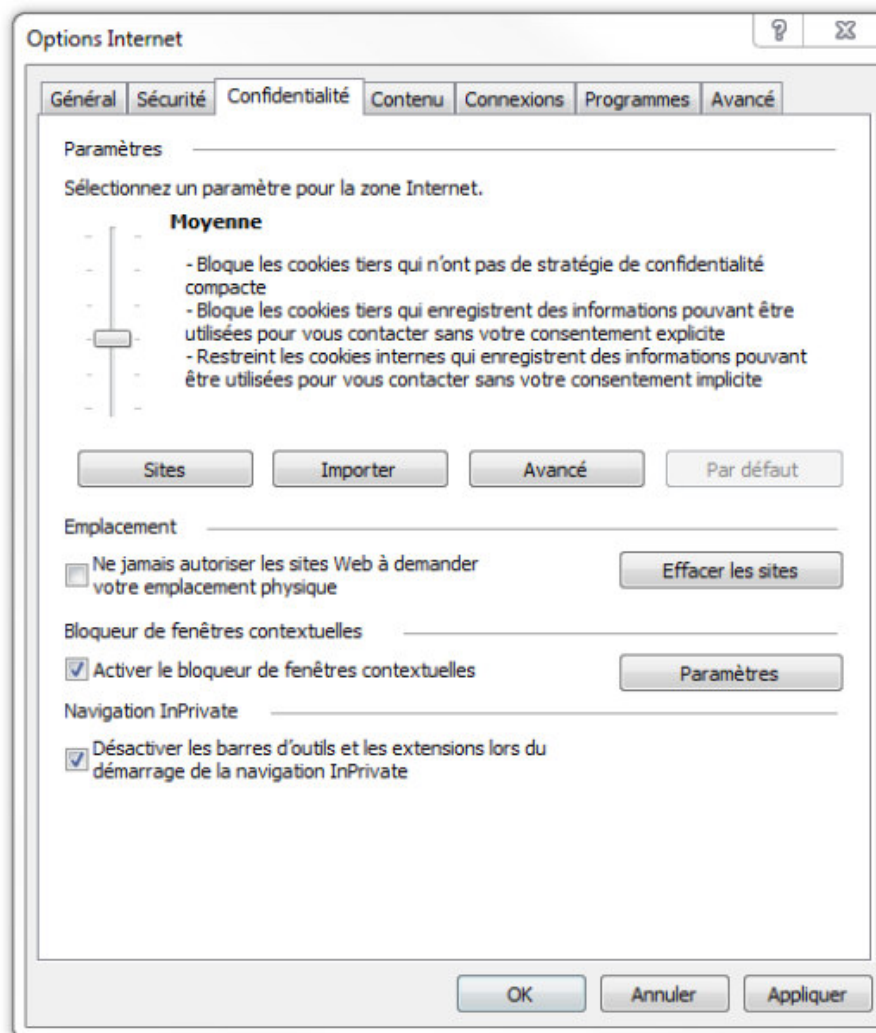 Options Internet
Général Sécurité Confidentialité Contenu Connexions Programmes Avancé
Paramètres
Sélectionnez un paramètre pour la zone Internet.
Moyenne
- Bloque les cookies tiers qui n'ont pas de stratégie de confidentialité
compacte
- Bloque les cookies tiers qui enregistrent des informations pouvant être
utilisées pour vous contacter sans votre consentement explicite
- Restreint les cookies internes qui enregistrent des informations pouvant
être utilisées pour vous contacter sans votre consentement implicite
Sites Importer Avancé Par défaut
Emplacement
Ne jamais autoriser les sites Web à demander
votre emplacement physique
Effacer les sites
Bloqueur de fenêtres contextuelles
Activer le bloqueur de fenêtres contextuelles
Paramètres
Navigation InPrivate
Désactiver les barres d'outils et les extensions lors du
démarrage de la navigation InPrivate
OK Annuler Appliquer